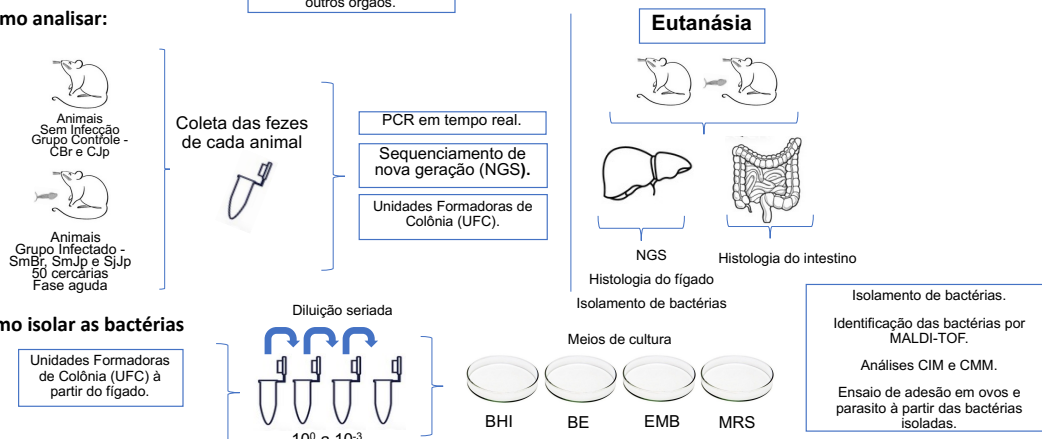 outros órgãos.
mo analisar:
Animais
Sem Infecção
Grupo Controle -
CBr e CJp
Animais
Grupo Infectado -
SmBr, SmJp e SjJp
50 cercárias
Fase aguda
Coleta das fezes
de cada animal
PCR em tempo real.
Sequenciamento de
nova geração (NGS).
Unidades Formadoras de
Colônia (UFC).
Eutanásia
NGS
Histologia do fígado
Isolamento de bactérias
Histologia do intestino
mo isolar as bactérias
Unidades Formadoras
de Colônia (UFC) à
partir do fígado.
Diluição seriada
10⁰ a 10⁻³
Meios de cultura
BHI
BE
EMB
MRS
Isolamento de bactérias.
Identificação das bactérias por
MALDI-TOF.
Análises CIM e CMM.
Ensaio de adesão em ovos e
parasito à partir das bactérias
isoladas.